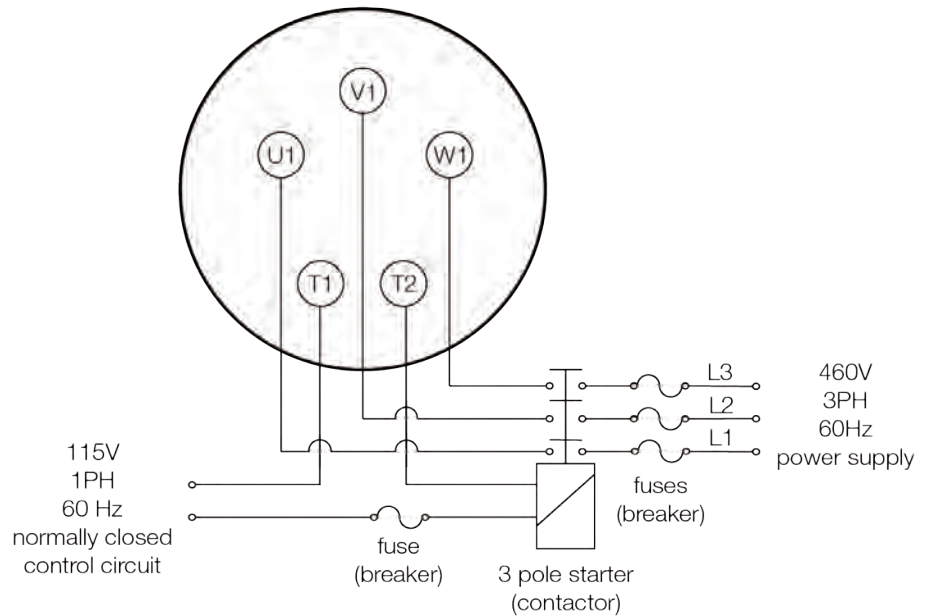 V1
U1
W1
T1
T2
L3
L2
L1
460V
3PH
60Hz
power supply
115V
1PH
60 Hz
normally closed
control circuit
fuse
(breaker)
fuses
(breaker)
3 pole starter
(contactor)